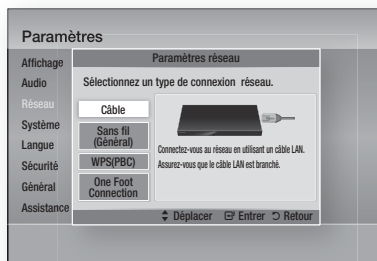 Paramètres
Affichage
Audio
Réseau
Système
Langue
Sécurité
Général
Assistance
Paramètres réseau
Sélectionnez un type de connexion réseau.
Câble
Sans fil
(Général)
WPS(PBC)
One Foot
Connection
Connectez-vous au réseau en utilisant un câble LAN.
Assurez-vous que le câble LAN est branché.
Déplacer Entrer Retour